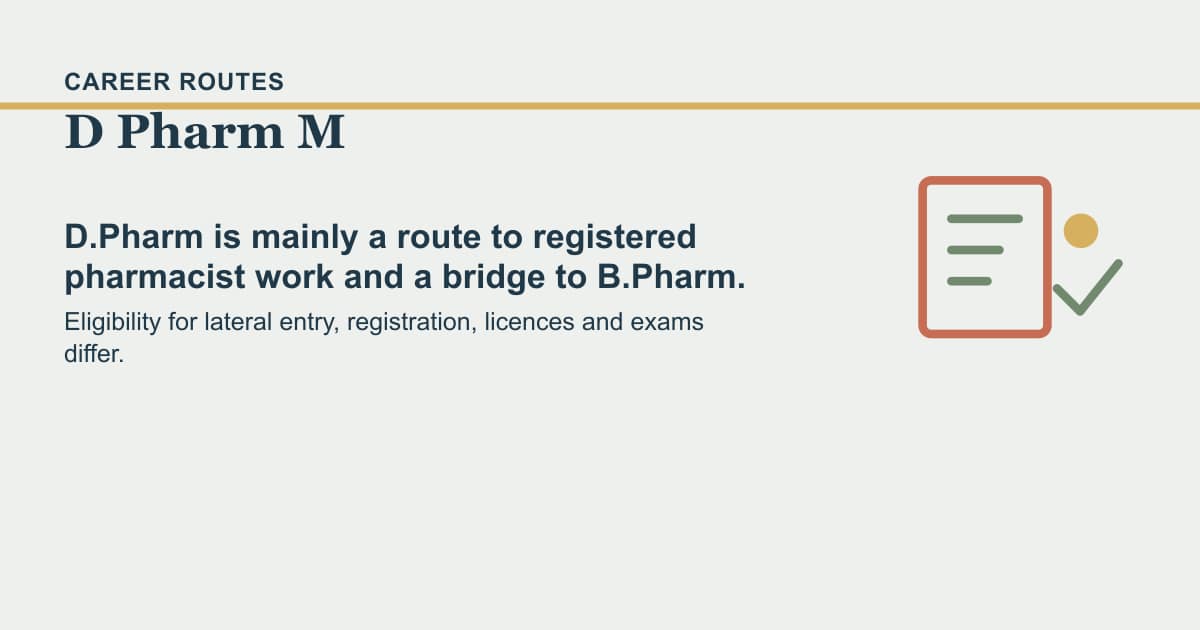 CAREER ROUTES
D Pharm M
D.Pharm is mainly a route to registered
pharmacist work and a bridge to B.Pharm.
Eligibility for lateral entry, registration, licences and exams
differ.